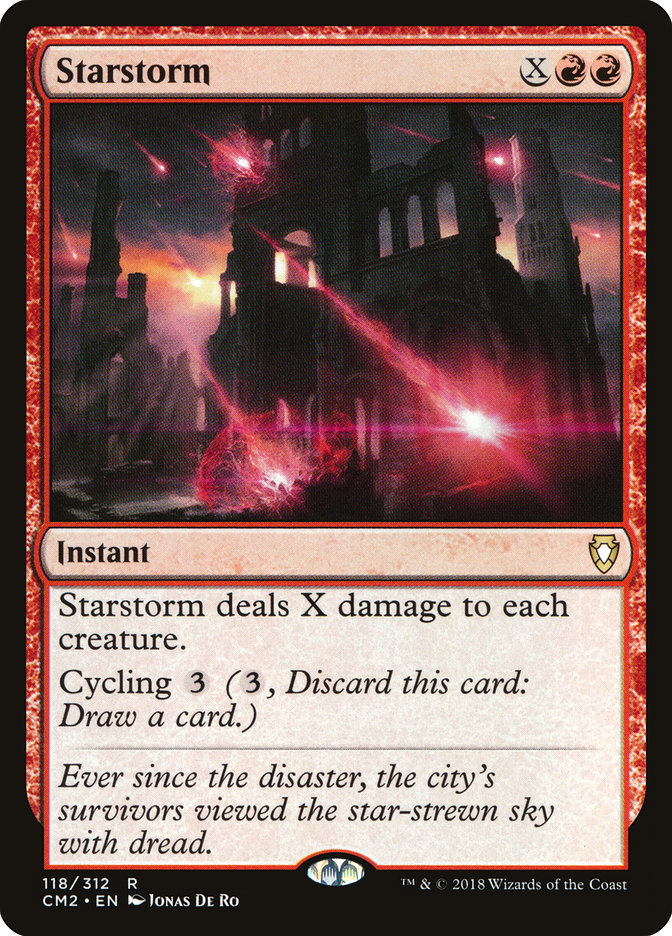 Starstorm X
Instant
Starstorm deals X damage to each
creature.
Cycling 3 (3, Discard this card:
Draw a card.)
Ever since the disaster, the city's
survivors viewed the star-strewn sky
with dread.
118/312 R
™ & © 2018 Wizards of the Coast
CM2 • EN Jonas De Ro